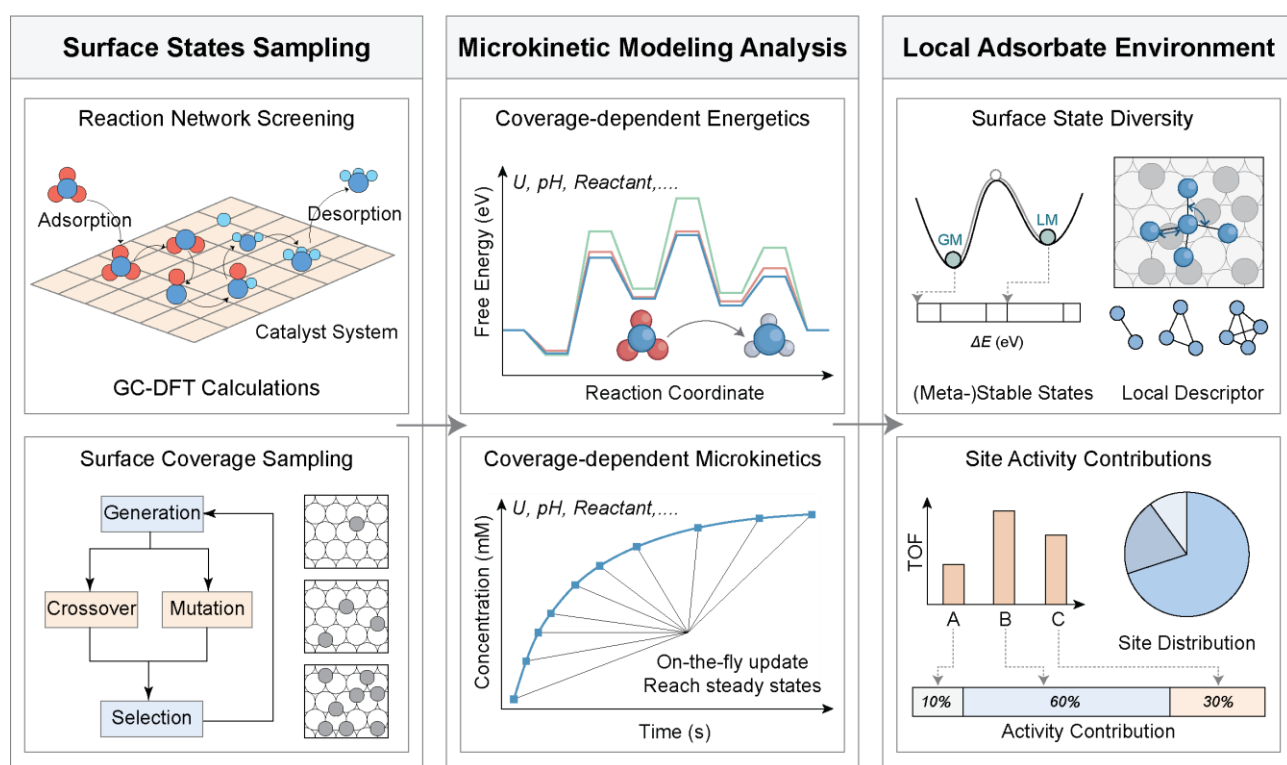 Surface States Sampling
Reaction Network Screening
Adsorption
Desorption
Catalyst System
GC-DFT Calculations
Surface Coverage Sampling
Generation
Crossover
Mutation
Selection
Microkinetic Modeling Analysis
Coverage-dependent Energetics
U, pH, Reactant,....
Free Energy (eV)
Reaction Coordinate
Coverage-dependent Microkinetics
U, pH, Reactant,....
Concentration (mM)
On-the-fly update
Reach steady states
Time (s)
Local Adsorbate Environment
Surface State Diversity
GM
LM
ΔE (eV)
(Meta-)Stable States
Local Descriptor
Site Activity Contributions
TOF
A
B
C
Site Distribution
10%
60%
30%
Activity Contribution